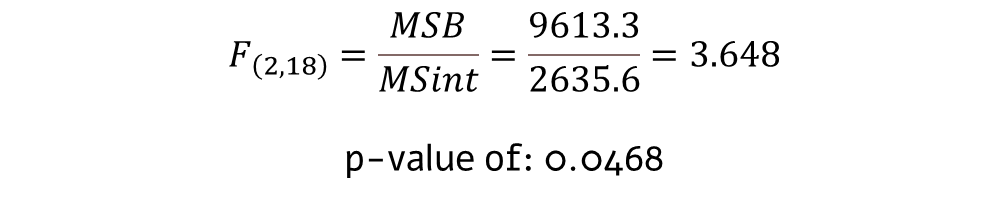 F(2,18) = MSB/MSint = 9613.3/2635.6 = 3.648
p-value of: 0.0468